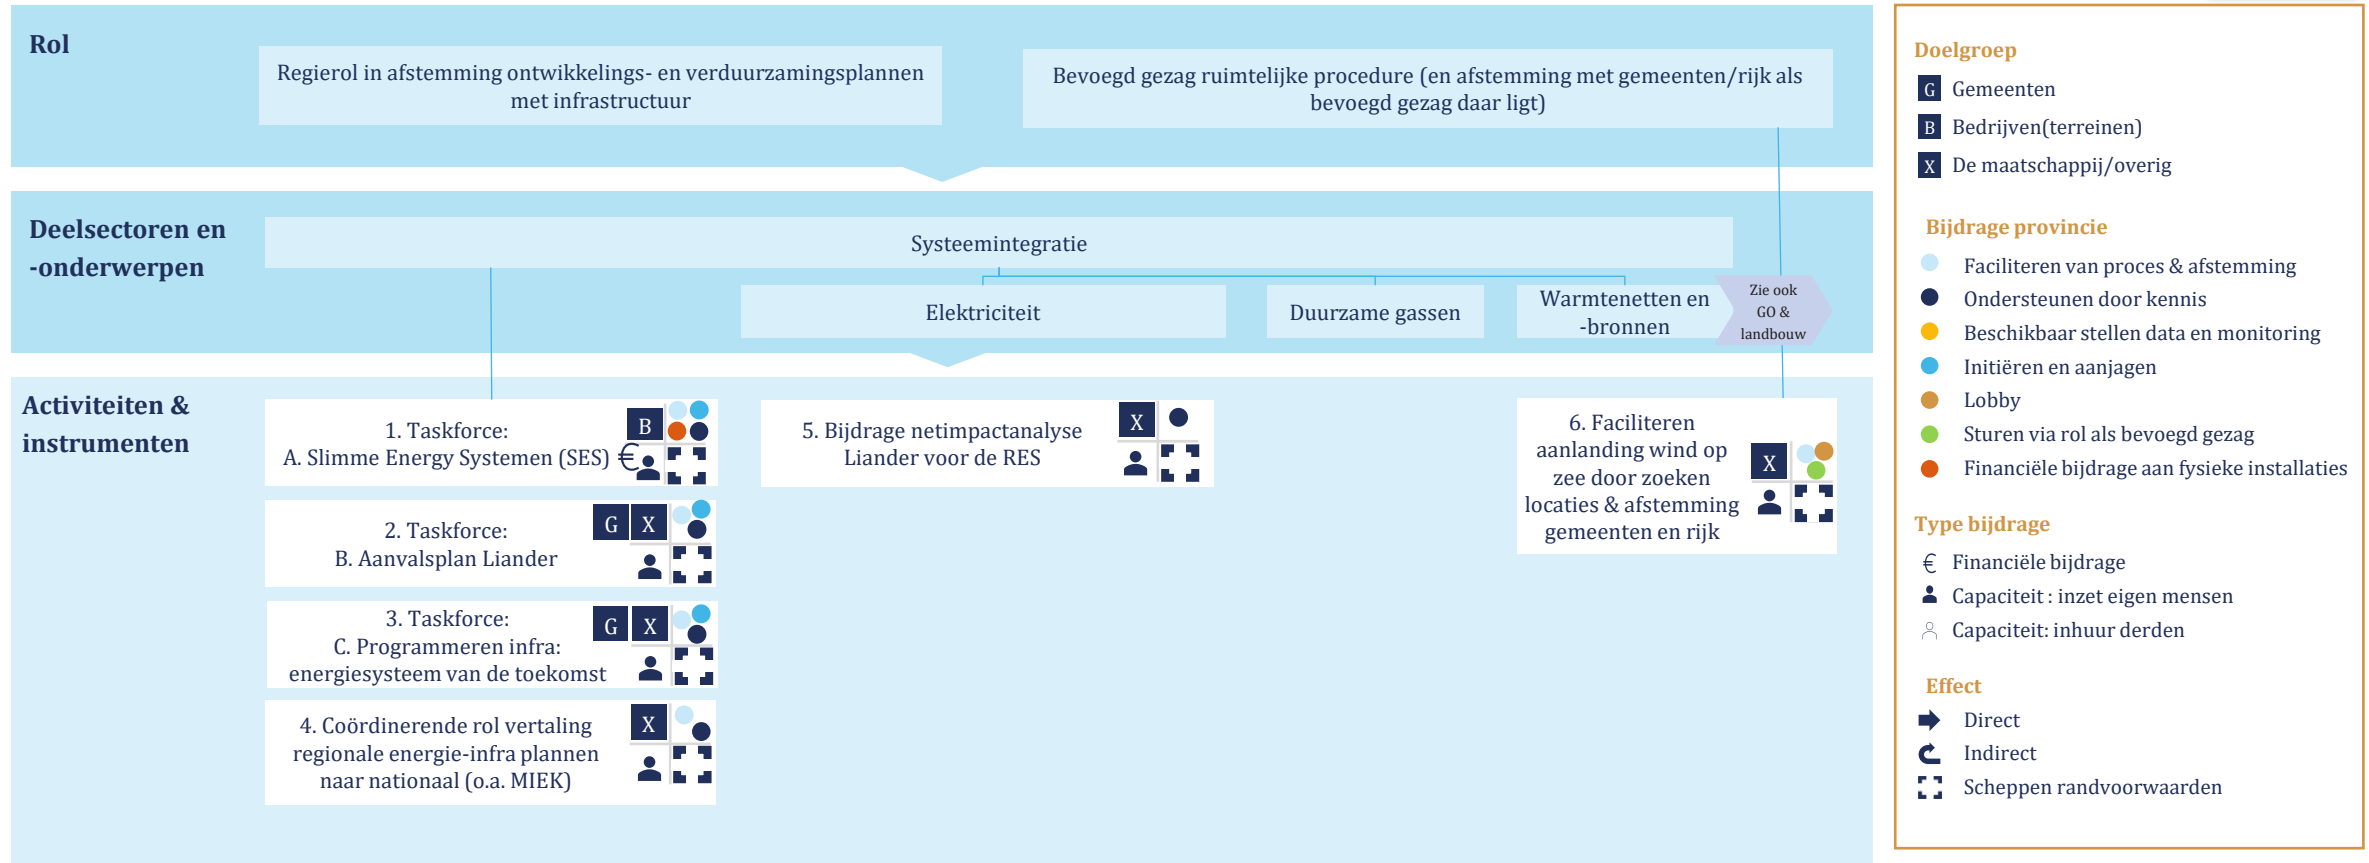 Rol
Regierol in afstemming ontwikkelings- en verduurzamingsplannen
met infrastructuur
Bevoegd gezag ruimtelijke procedure (en afstemming met gemeenten/rijk als
bevoegd gezag daar ligt)
Deelsectoren en
-onderwerpen
Systeemintegratie
Elektriciteit
Duurzame gassen
Warmtenetten en
-bronnen
Zie ook
GO &
landbouw
Activiteiten &
instrumenten
1. Taskforce:
A. Slimme Energy Systemen (SES)
B
€
2. Taskforce:
B. Aanvalsplan Liander
G X
3. Taskforce:
C. Programmeren infra:
energiesysteem van de toekomst
G X
4. Coördinerende rol vertaling
regionale energie-infra plannen
naar nationaal (o.a. MIEK)
X
5. Bijdrage netimpactanalyse
Liander voor de RES
X
6. Faciliteren
aanlanding wind op
zee door zoeken
locaties & afstemming
gemeenten en rijk
X
Doelgroep
G Gemeenten
B Bedrijven(terreinen)
X De maatschappij/overig
Bijdrage provincie
Faciliteren van proces & afstemming
Ondersteunen door kennis
Beschikbaar stellen data en monitoring
Initiëren en aanjagen
Lobby
Sturen via rol als bevoegd gezag
Financiële bijdrage aan fysieke installaties
Type bijdrage
€ Financiële bijdrage
Capaciteit : inzet eigen mensen
Capaciteit: inhuur derden
Effect
Direct
Indirect
Scheppen randvoorwaarden